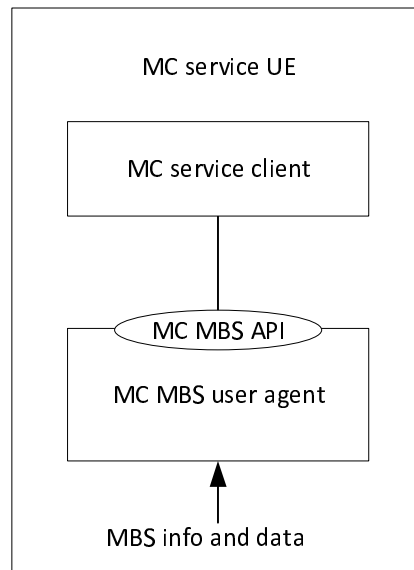 MC service UE
MC service client
MC MBS API
MC MBS user agent
MBS info and data